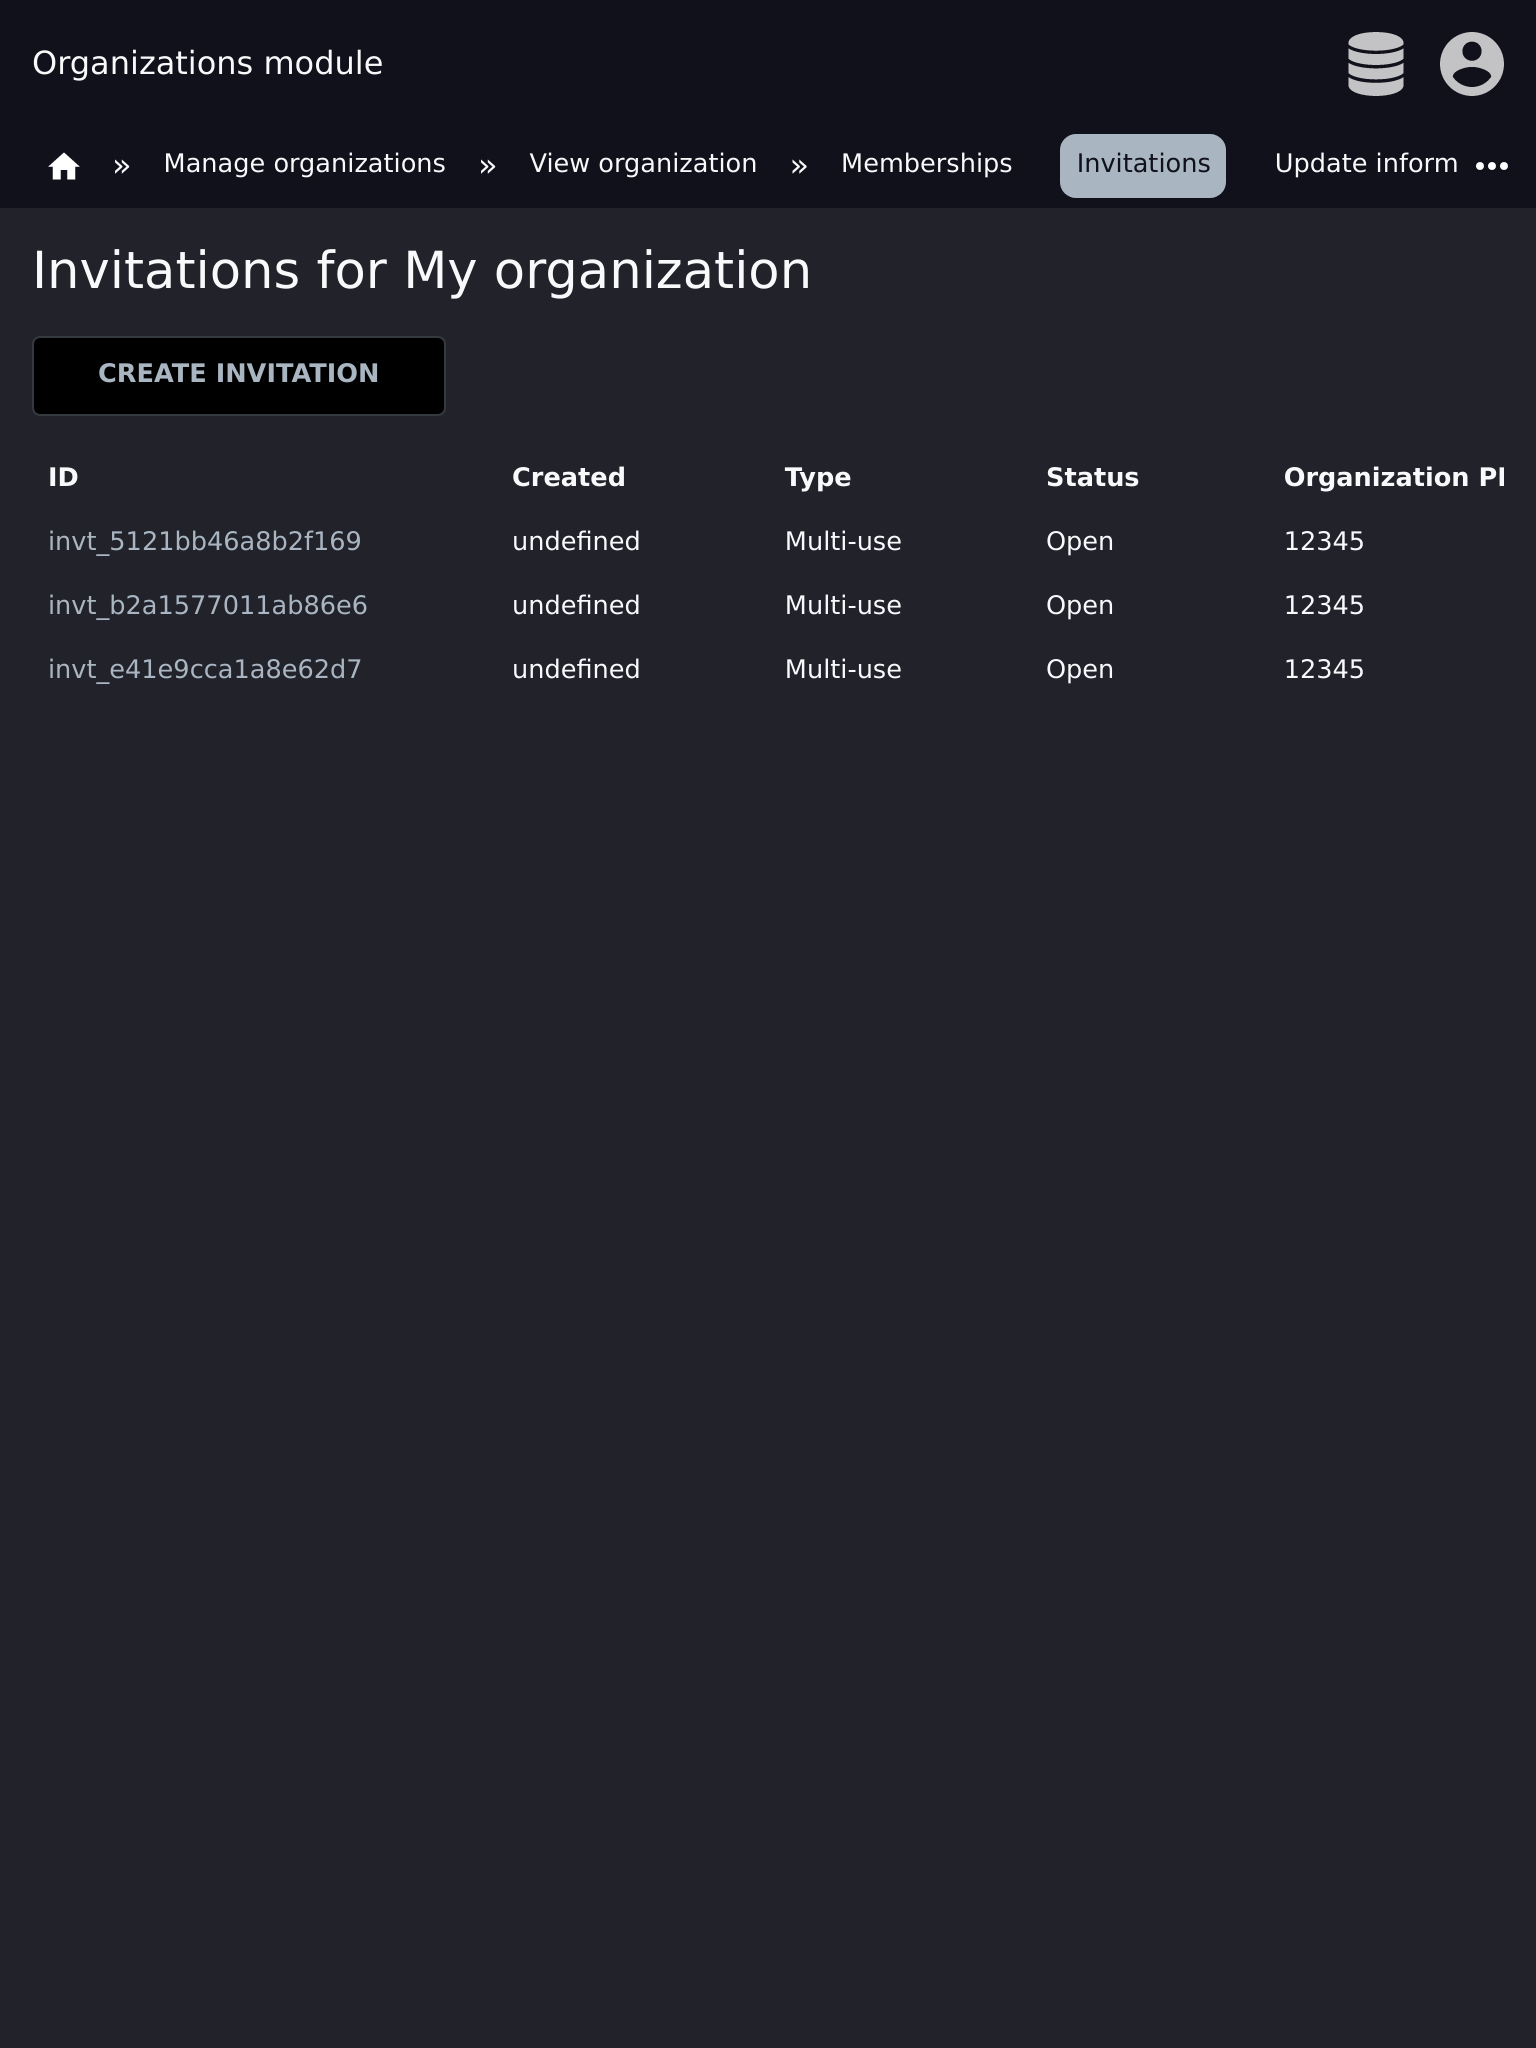 Organizations module
» Manage organizations » View organization » Memberships Invitations Update inform •••
Invitations for My organization
CREATE INVITATION
ID Created Type Status Organization PI
invt_5121bb46a8b2f169 undefined Multi-use Open 12345
invt_b2a1577011ab86e6 undefined Multi-use Open 12345
invt_e41e9cca1a8e62d7 undefined Multi-use Open 12345